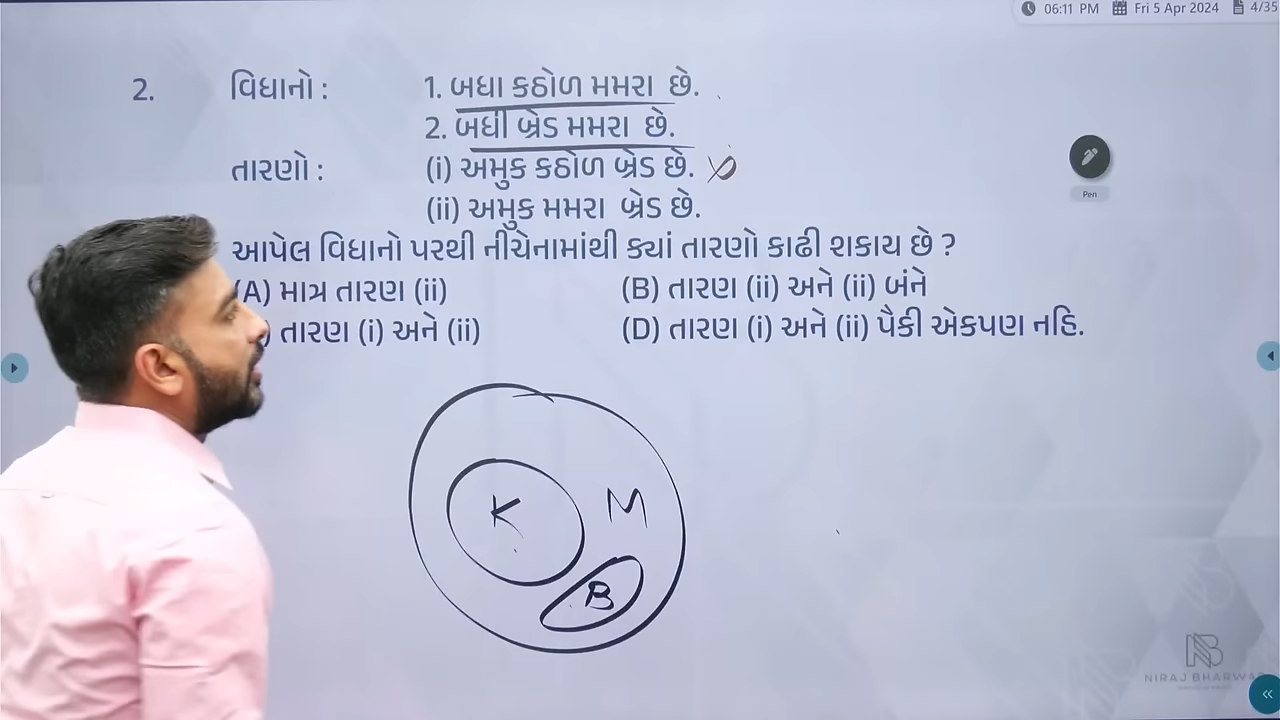 06:11 PM Fri 5 Apr 2024 4/35
2. વિધાનો : 1. બધા કઠોળ મમરા છે.
2. બધી બ્રેડ મમરા છે.
તારણો : (i) અમુક કઠોળ બ્રેડ છે.
(ii) અમુક મમરા બ્રેડ છે.
આપેલ વિધાનો પરથી નીચેનામાંથી ક્યાં તારણો કાઢી શકાય છે ?
(A) માત્ર તારણ (ii) (B) તારણ (ii) અને (ii) બંને
) તારણ (i) અને (ii) (D) તારણ (i) અને (ii) પૈકી એકપણ નહિ.
Pen
K M
B
NIRAJ BHARWA